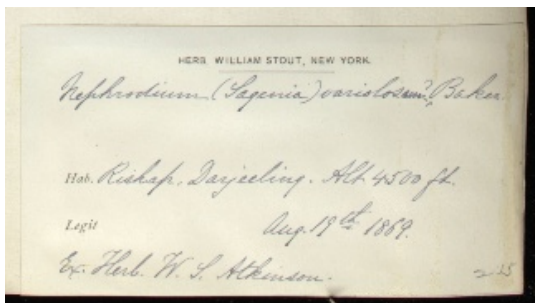 HERB. WILLIAM STOUT, NEW YORK.
Nephrodium (Sagenia) variolosum?, Baker
Hab. Rishap, Darjeeling. Alt. 4500 ft.
Legit Aug. 19th 1869.
Ex. Herb. W. S. Atkinson.